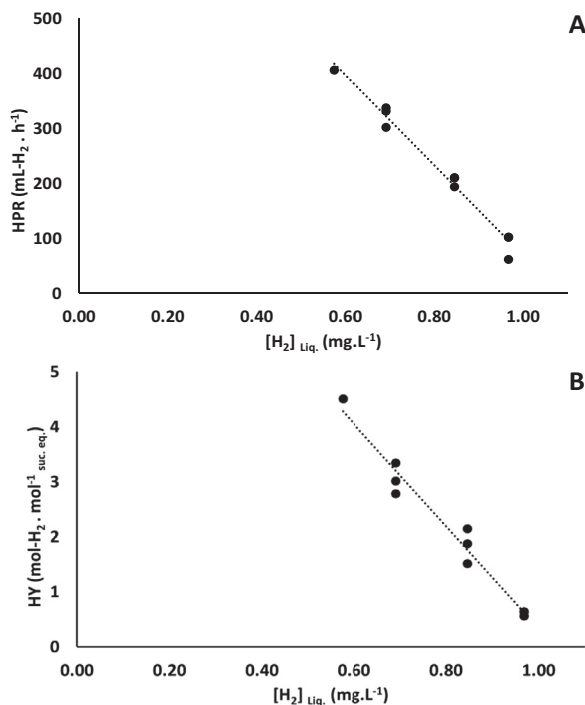 A
HPR (mL-H₂ . h⁻¹)
500
400
300
200
100
0
0.00 0.20 0.40 0.60 0.80 1.00
[H₂] Liq. (mg.L⁻¹)
B
HY (mol-H₂ . mol⁻¹ suc. eq.)
5
4
3
2
1
0
0.00 0.20 0.40 0.60 0.80 1.00
[H₂] Liq. (mg.L⁻¹)